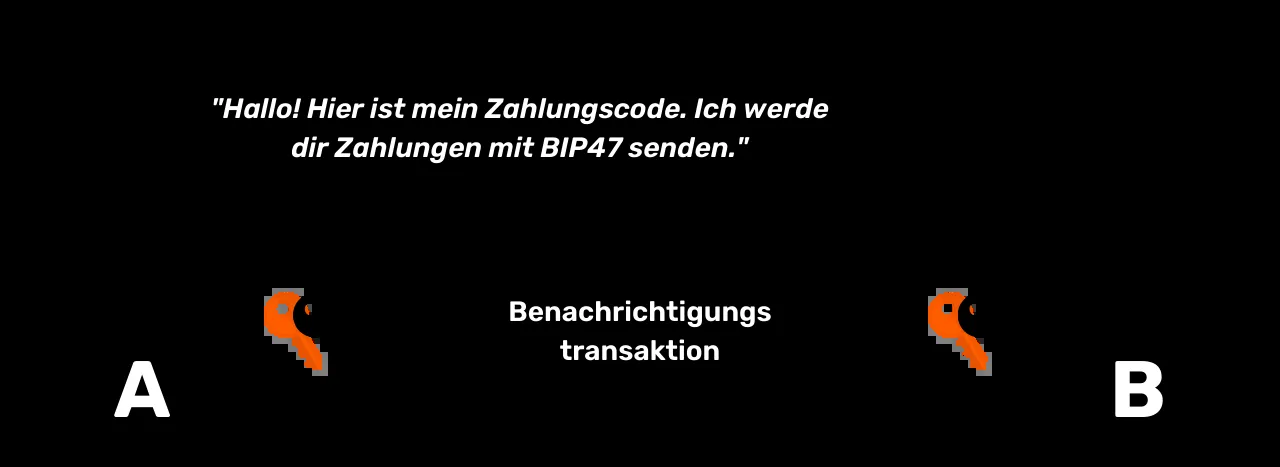 "Hallo! Hier ist mein Zahlungscode. Ich werde
dir Zahlungen mit BIP47 senden."
Benachrichtigungs
transaktion
A
B